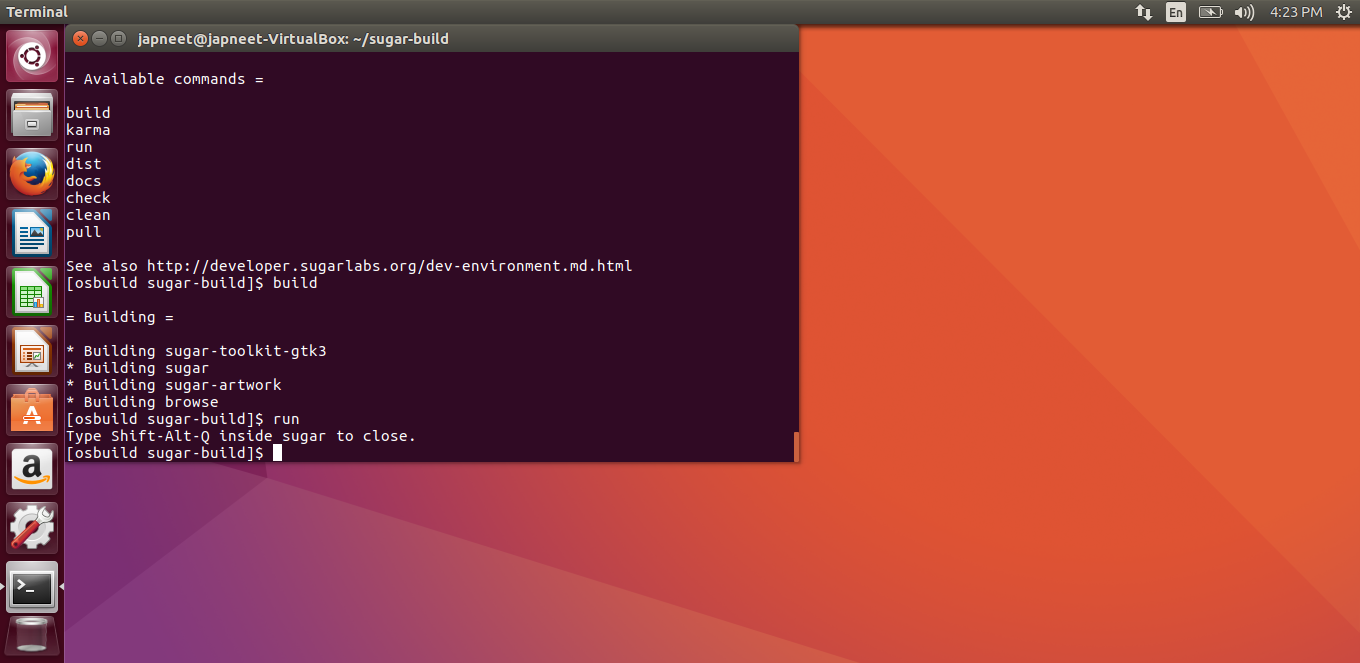 Terminal
En
4:23 PM
japneet@japneet-VirtualBox: ~/sugar-build
= Available commands =
build
karma
run
dist
docs
check
clean
pull
See also http://developer.sugarlabs.org/dev-environment.md.html
[osbuild sugar-build]$ build
= Building =
* Building sugar-toolkit-gtk3
* Building sugar
* Building sugar-artwork
* Building browse
[osbuild sugar-build]$ run
Type Shift-Alt-Q inside sugar to close.
[osbuild sugar-build]$